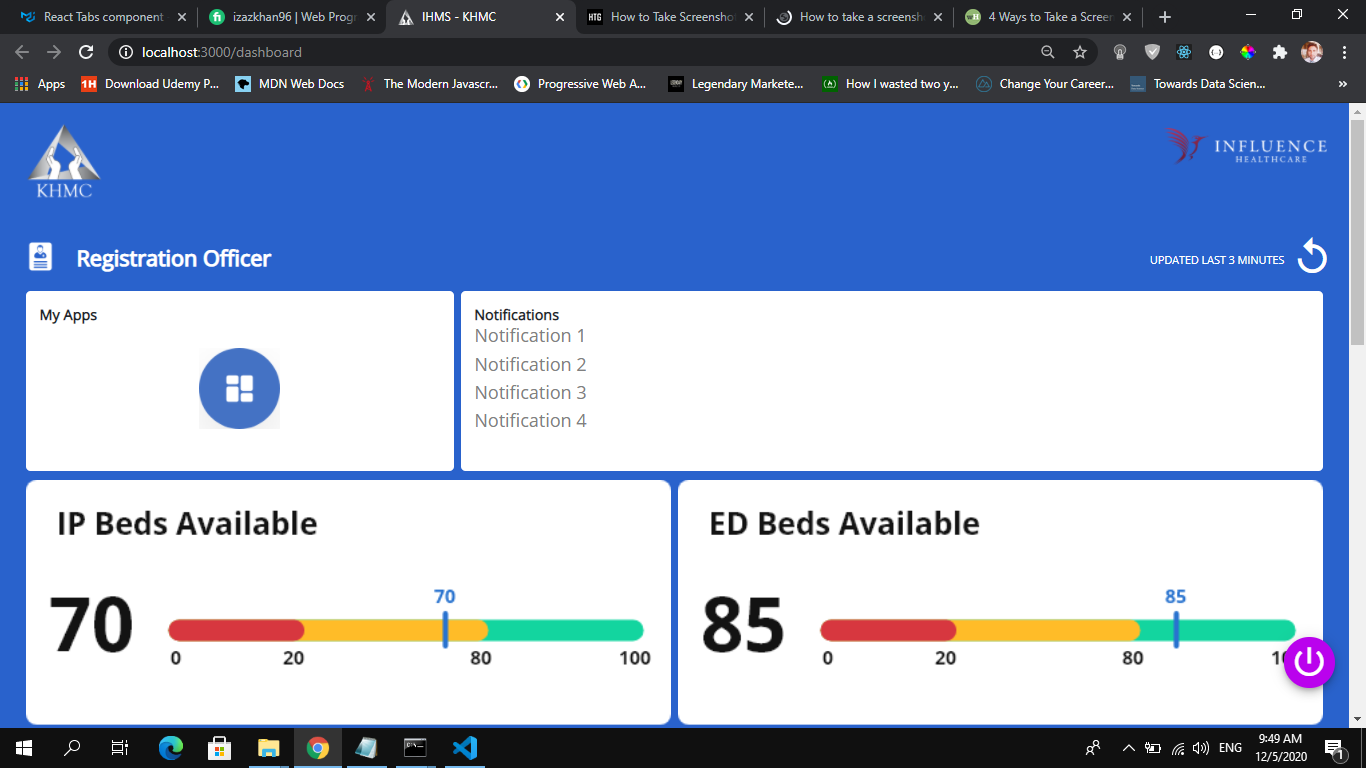 React Tabs component
izazkhan96 | Web Progr
IHMS - KHMC
HTG
How to Take Screenshot
How to take a screensh
4 Ways to Take a Screen
localhost:3000/dashboard
Apps
Download Udemy P...
MDN Web Docs
The Modern Javascr...
Progressive Web A...
Legendary Markete...
How I wasted two y...
Change Your Career...
Towards Data Scien...
KHMC
INFLUENCE
HEALTHCARE
Registration Officer
UPDATED LAST 3 MINUTES
My Apps
Notifications
Notification 1
Notification 2
Notification 3
Notification 4
IP Beds Available
70
70
0 20 80 100
ED Beds Available
85
85
0 20 80
ENG
9:49 AM
12/5/2020
1